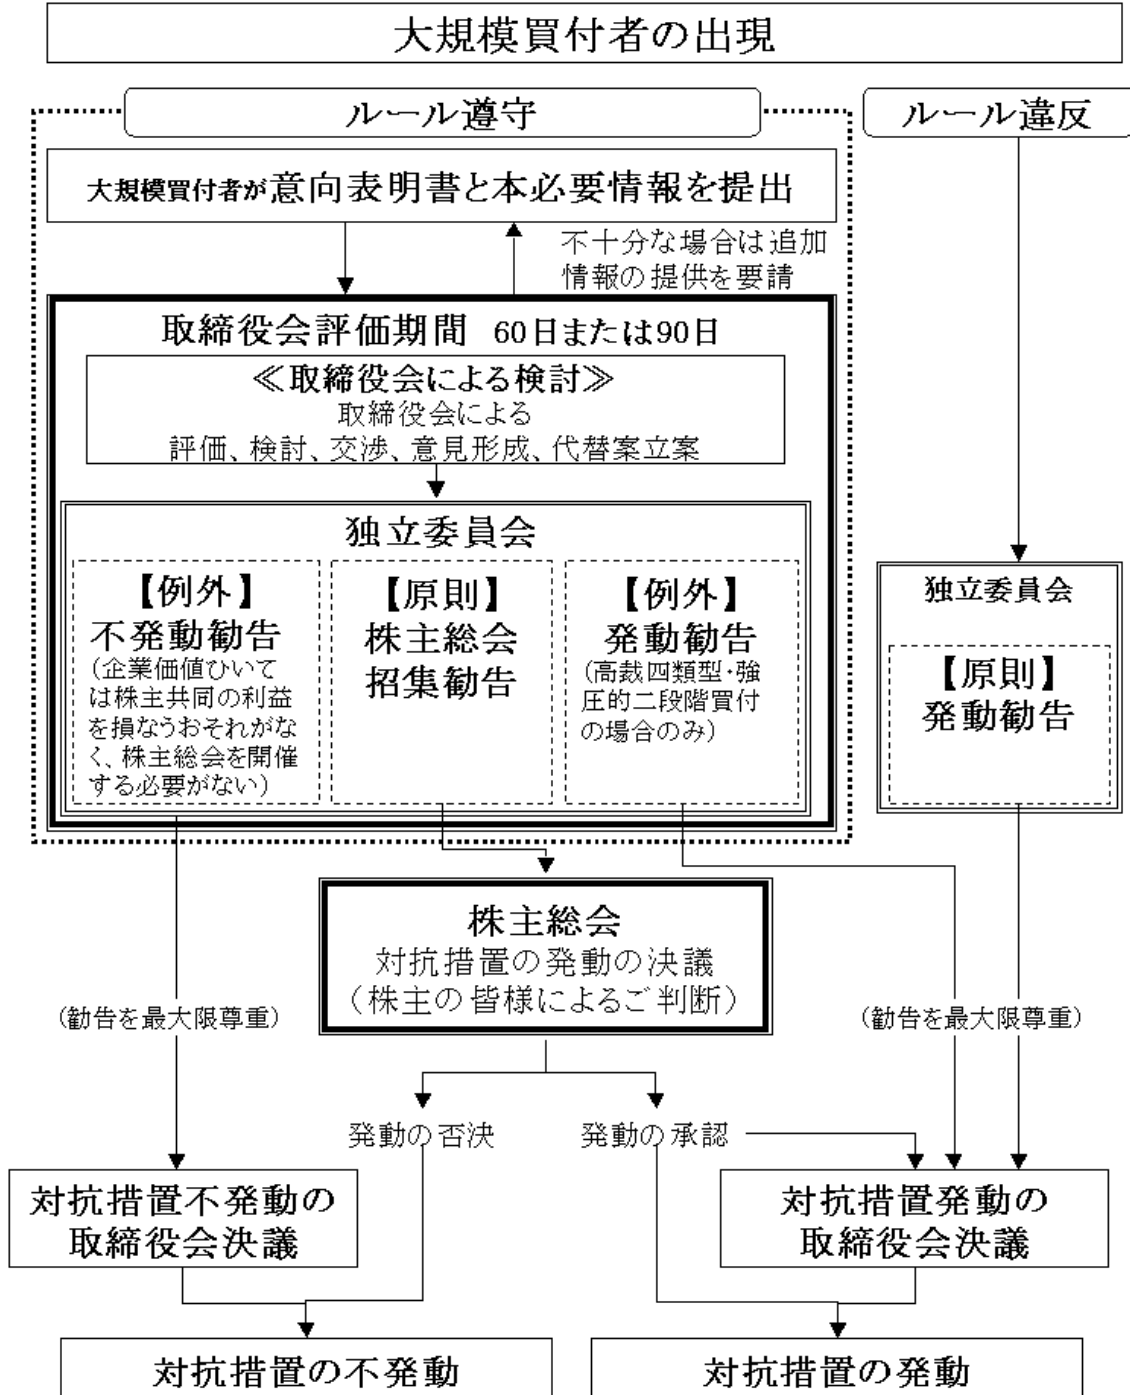 大規模買付者の出現
ルール遵守
ルール違反
大規模買付者が意向表明書と本必要情報を提出
不十分な場合は追加
情報の提供を要請
取締役会評価期間 60日または90日
≪取締役会による検討≫
取締役会による
評価、検討、交渉、意見形成、代替案立案
独立委員会
【例外】
不発動勧告
(企業価値ひいて
は株主共同の利益
を損なうおそれがな
く、株主総会を開催
する必要がない)
【原則】
株主総会
招集勧告
【例外】
発動勧告
(高裁四類型・強
圧的二段階買付
の場合のみ)
独立委員会
【原則】
発動勧告
株主総会
対抗措置の発動の決議
(株主の皆様によるご判断)
(勧告を最大限尊重)
(勧告を最大限尊重)
発動の否決
発動の承認
対抗措置不発動の
取締役会決議
対抗措置発動の
取締役会決議
対抗措置の不発動
対抗措置の発動